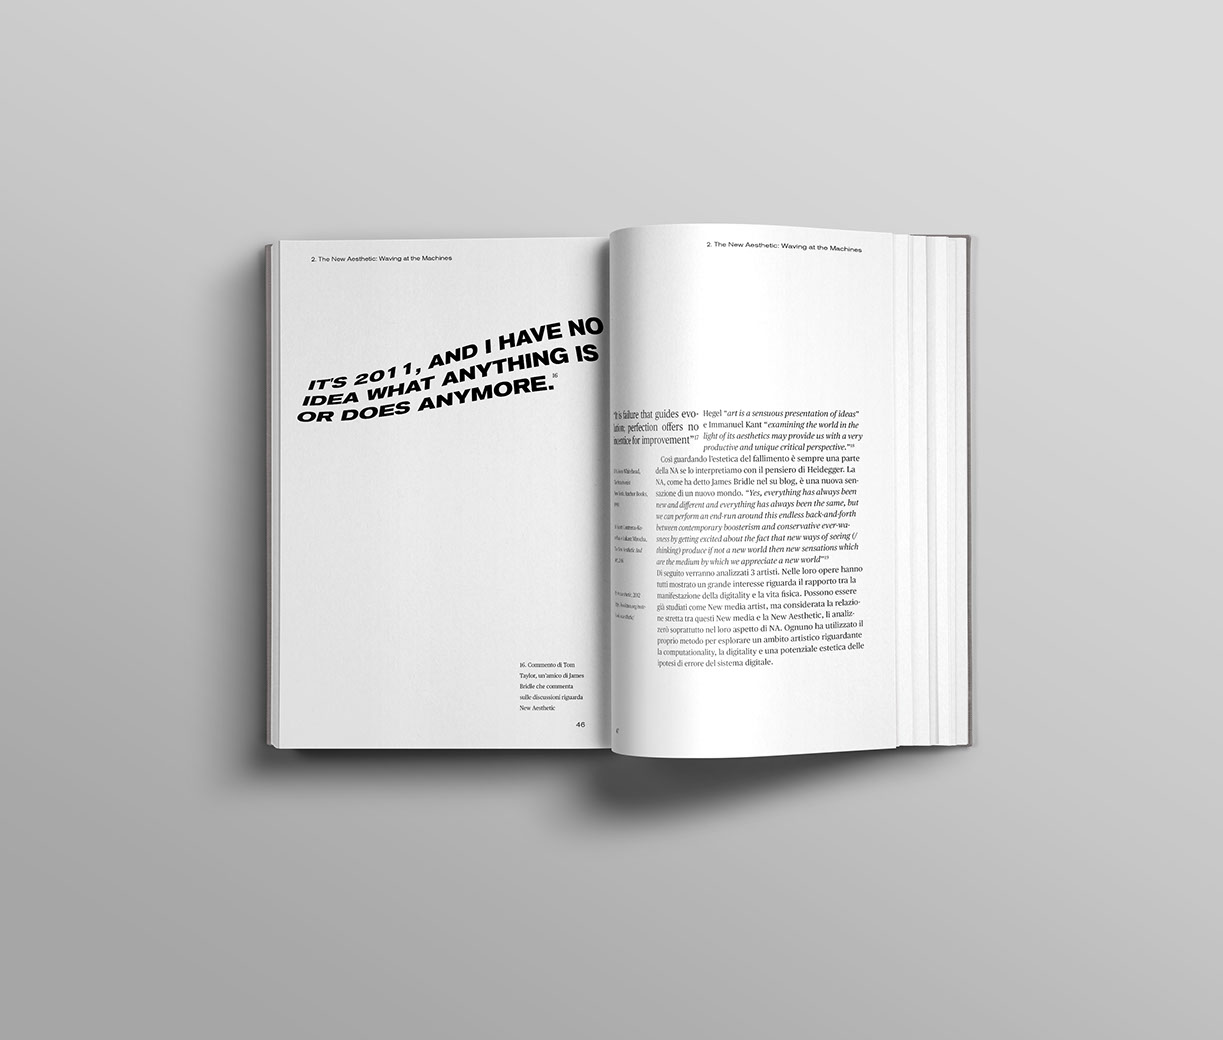 2. The New Aesthetic: Waving at the Machines
IT'S 2011, AND I HAVE NO
IDEA WHAT ANYTHING IS
OR DOES ANYMORE.16
16. Commento di Tom
Taylor, un'amico di James
Bridle che commenta
sulle discussioni riguarda
New Aesthetic
46
2. The New Aesthetic: Waving at the Machines
is failure that guides evo-
perfection offers no
for improvement"17
Hegel "art is a sensuous presentation of ideas"
e Immanuel Kant "examining the world in the
light of its aesthetics may provide us with a very
productive and unique critical perspective."18
Così guardando l'estetica del fallimento è sempre una parte
della NA se lo interpretiamo con il pensiero di Heidegger. La
NA, come ha detto James Bridle nel su blog, è una nuova sen-
sazione di un nuovo mondo. "Yes, everything has always been
new and different and everything has always been the same, but
we can perform an end-run around this endless back-and-forth
between contemporary boosterism and conservative ever-wa-
sness by getting excited about the fact that new ways of seeing (/
thinking) produce if not a new world then new sensations which
are the medium by which we appreciate a new world"19
Di seguito verranno analizzati 3 artisti. Nelle loro opere hanno
tutti mostrato un grande interesse riguarda il rapporto tra la
manifestazione della digitality e la vita fisica. Possono essere
già studiati come New media artist, ma considerata la relazio-
ne stretta tra questi New media e la New Aesthetic, li analiz-
zerò soprattutto nel loro aspetto di NA. Ognuno ha utilizzato il
proprio metodo per esplorare un ambito artistico riguardante
la computationality, la digitality e una potenziale estetica delle
ipotesi di errore del sistema digitale.